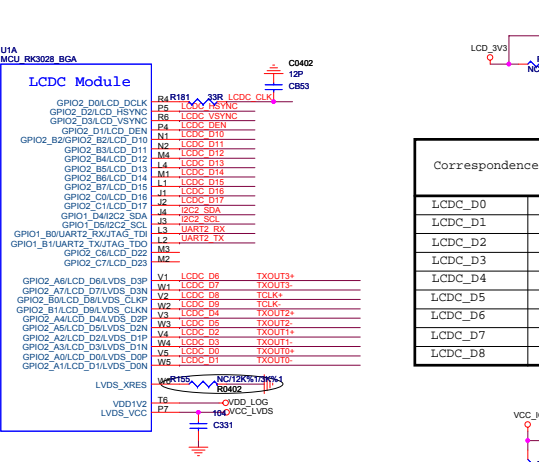 U1A
MCU_RK3028_BGA
LCDC Module
C0402
12P
CB53
GPIO2_D0/LCD_DCLK R4 R181 33R LCDC_CLK
GPIO2_D2/LCD_HSYNC P5 LCDC_HSYNC
GPIO2_D3/LCD_VSYNC R6 LCDC_VSYNC
GPIO2_D1/LCD_DEN P4 LCDC_DEN
GPIO2_B2/GPIO2_B2/LCD_D10 N1 LCDC_D10
GPIO2_B3/LCD_D11 N2 LCDC_D11
GPIO2_B4/LCD_D12 M4 LCDC_D12
GPIO2_B5/LCD_D13 L4 LCDC_D13
GPIO2_B6/LCD_D14 M1 LCDC_D14
GPIO2_B7/LCD_D15 L1 LCDC_D15
GPIO2_C0/LCD_D16 J1 LCDC_D16
GPIO2_C1/LCD_D17 J2 LCDC_D17
GPIO1_D4/I2C2_SDA J4 I2C2_SDA
GPIO1_D5/I2C2_SCL J3 I2C2_SCL
GPIO1_B0/UART2_RX/JTAG_TDI L3 UART2_RX
GPIO1_B1/UART2_TX/JTAG_TDO L2 UART2_TX
GPIO2_C6/LCD_D22 M3
GPIO2_C7/LCD_D23 M2
GPIO2_A6/LCD_D6/LVDS_D3P V1 LCDC_D6 TXOUT3+
GPIO2_A7/LCD_D7/LVDS_D3N W1 LCDC_D7 TXOUT3-
GPIO2_B0/LCD_D8/LVDS_CLKP V2 LCDC_D8 TCLK+
GPIO2_B1/LCD_D9/LVDS_CLKN W2 LCDC_D9 TCLK-
GPIO2_A4/LCD_D4/LVDS_D2P V3 LCDC_D4 TXOUT2+
GPIO2_A5/LCD_D5/LVDS_D2N W3 LCDC_D5 TXOUT2-
GPIO2_A2/LCD_D2/LVDS_D1P V4 LCDC_D2 TXOUT1+
GPIO2_A3/LCD_D3/LVDS_D1N W4 LCDC_D3 TXOUT1-
GPIO2_A0/LCD_D0/LVDS_D0P V5 LCDC_D0 TXOUT0+
GPIO2_A1/LCD_D1/LVDS_D0N W5 LCDC_D1 TXOUT0-
LVDS_XRES R155 NC/12K%1/3K%1
R0402
VDD1V2 T6 VDD_LOG
LVDS_VCC P7 104 VCC_LVDS
C331
LCD_3V3
NC
Correspondence
LCDC_D0
LCDC_D1
LCDC_D2
LCDC_D3
LCDC_D4
LCDC_D5
LCDC_D6
LCDC_D7
LCDC_D8